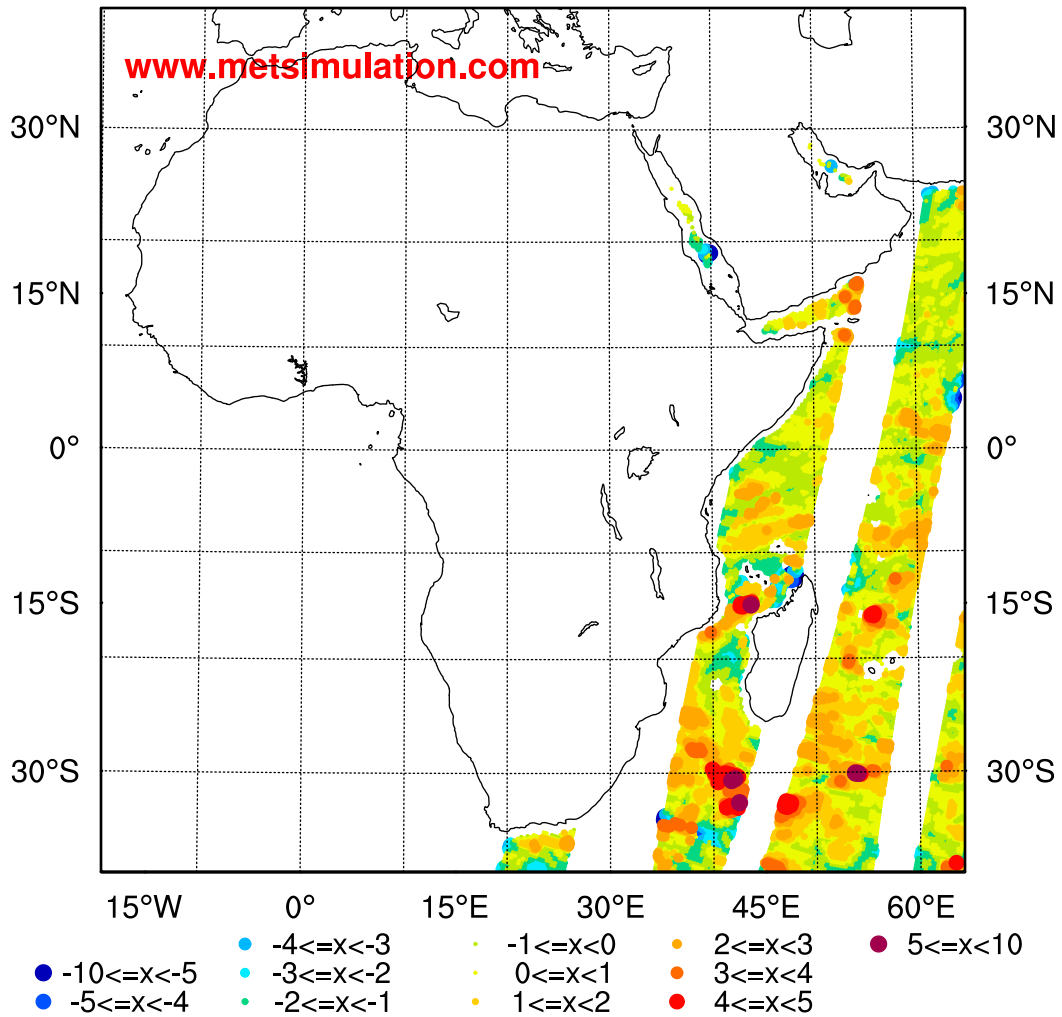 www.metsimulation.com
30°N 30°N
15°N 15°N
0° 0°
15°S 15°S
30°S 30°S
15°W 0° 15°E 30°E 45°E 60°E
-4<=x<-3 -1<=x<0 2<=x<3 5<=x<10
-10<=x<-5 -3<=x<-2 0<=x<1 3<=x<4
-5<=x<-4 -2<=x<-1 1<=x<2 4<=x<5